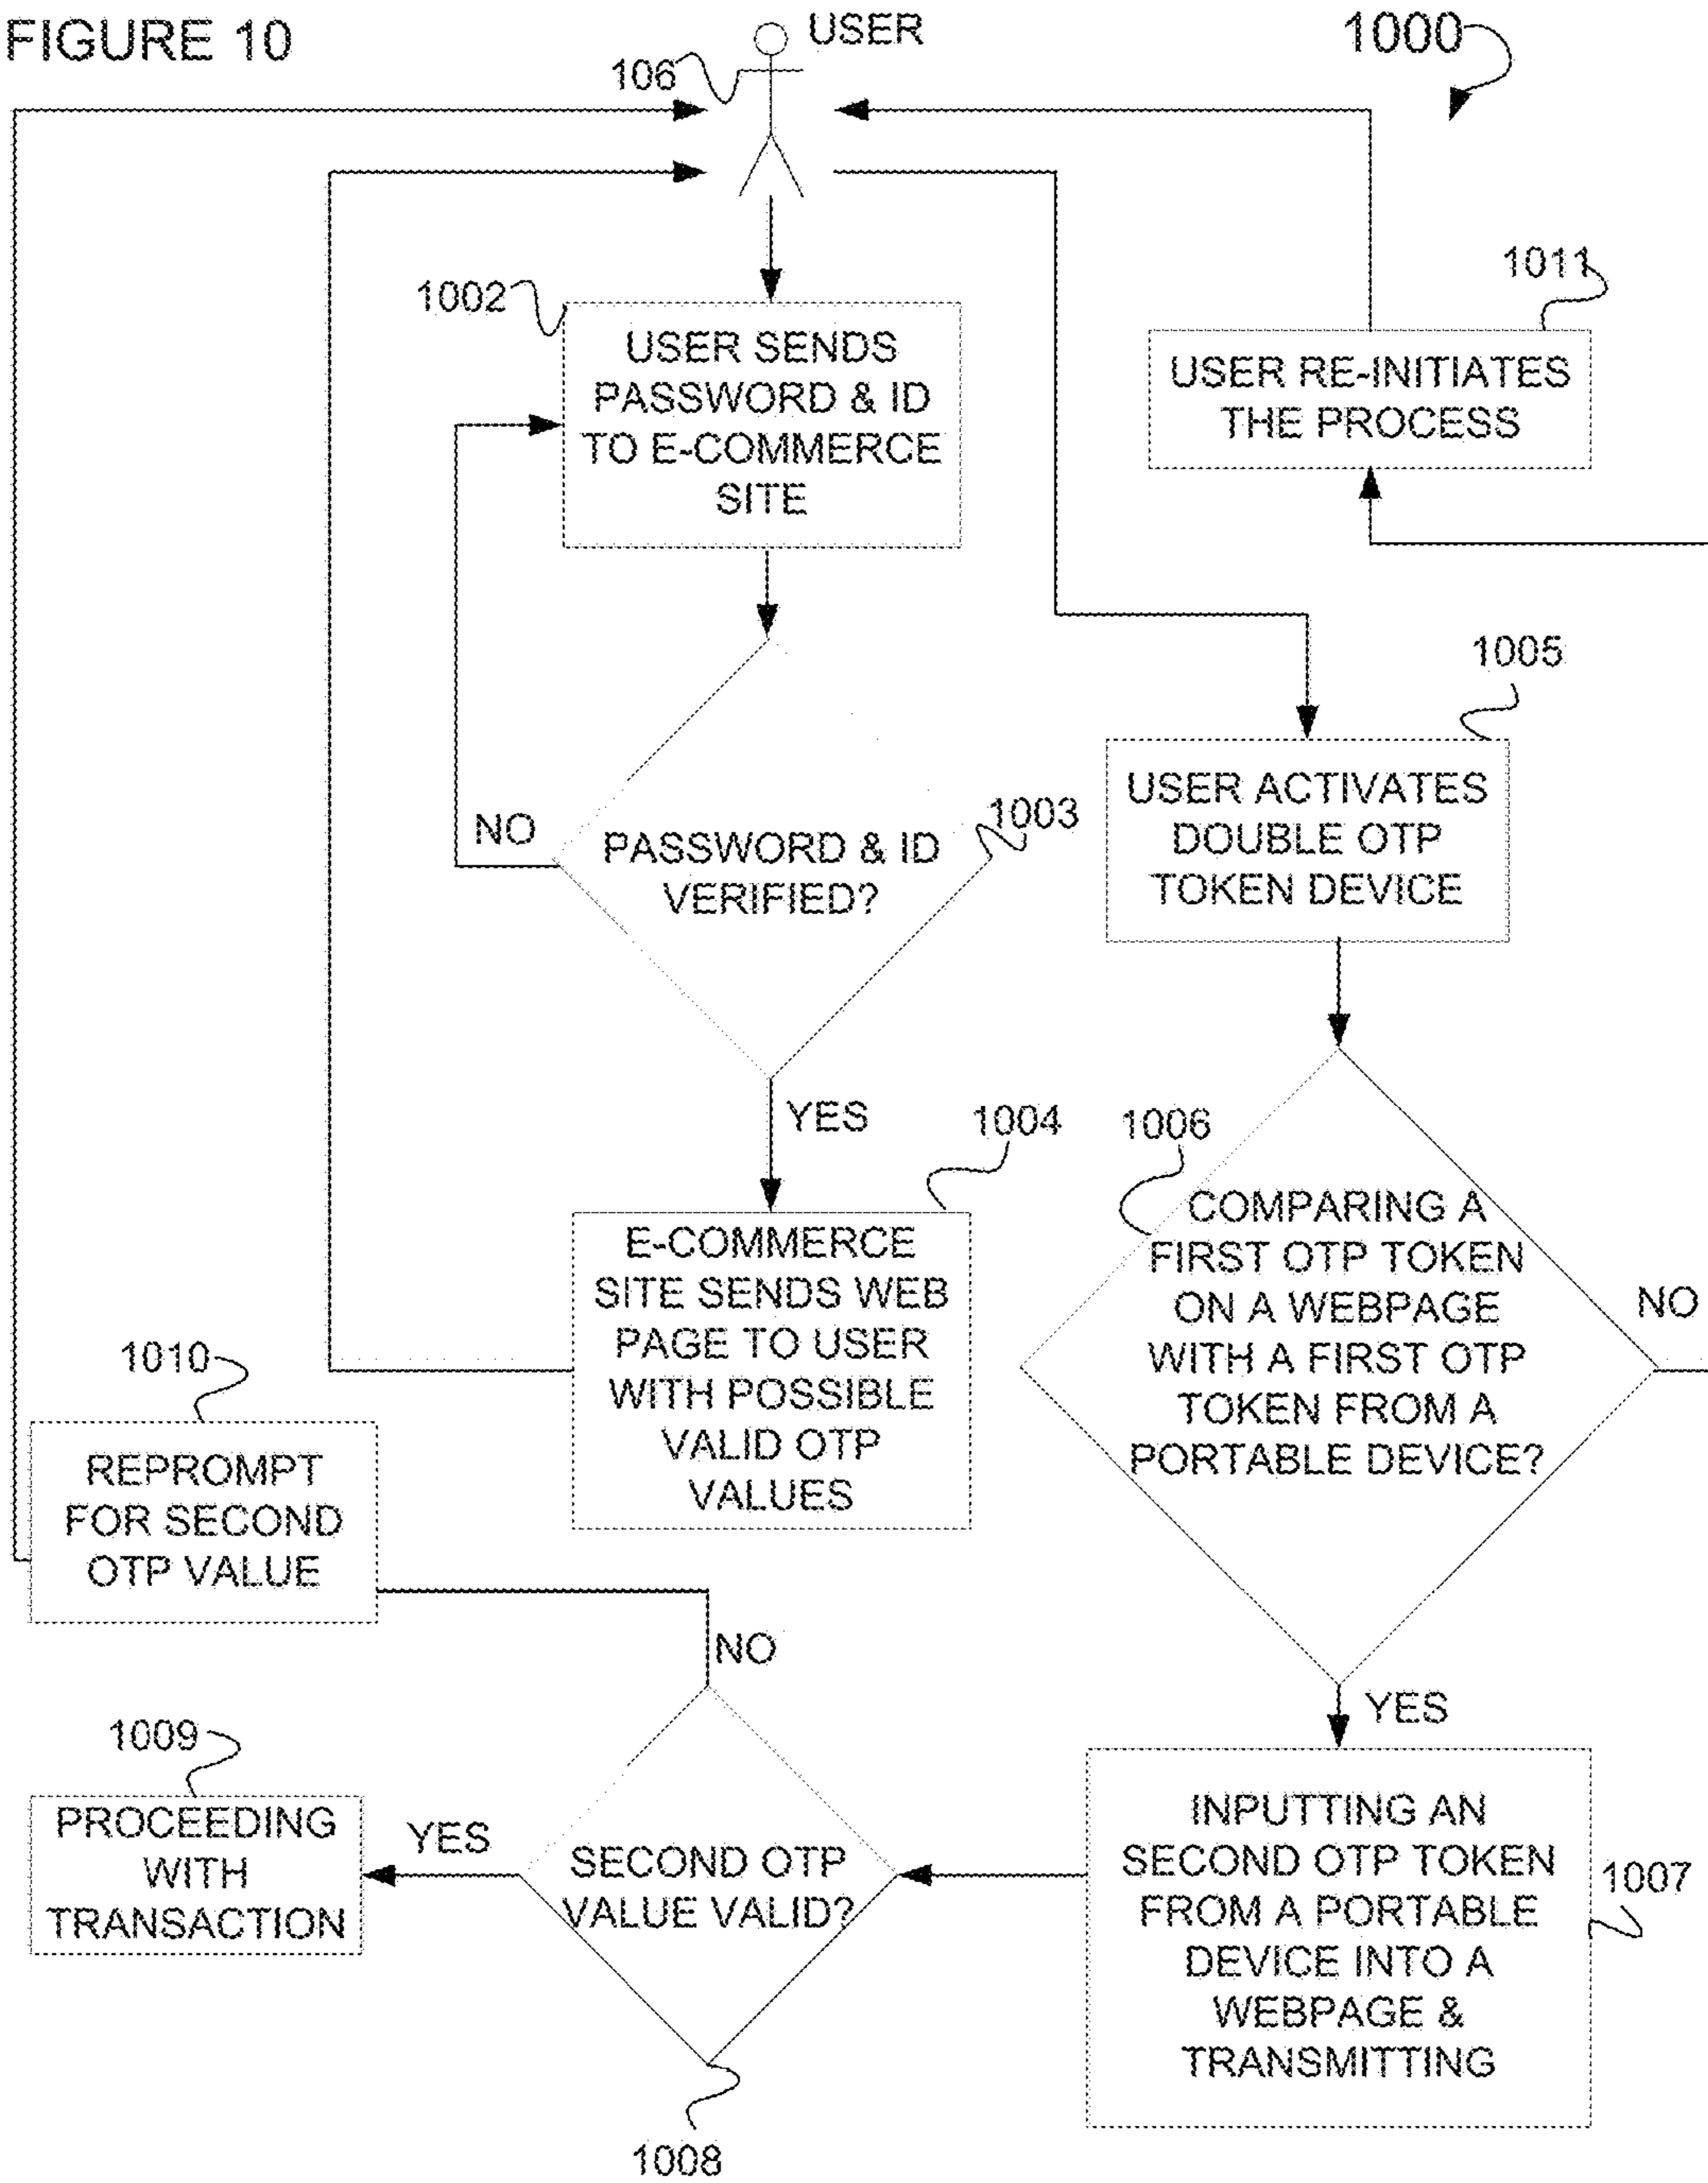 FIGURE 10
USER
1000
106
1002
USER SENDS
PASSWORD & ID
TO E-COMMERCE
SITE
1011
USER RE-INITIATES
THE PROCESS
NO
PASSWORD & ID
VERIFIED?
1003
1005
USER ACTIVATES
DOUBLE OTP
TOKEN DEVICE
YES
1004
E-COMMERCE
SITE SENDS WEB
PAGE TO USER
WITH POSSIBLE
VALID OTP
VALUES
1006
COMPARING A
FIRST OTP TOKEN
ON A WEBPAGE
WITH A FIRST OTP
TOKEN FROM A
PORTABLE DEVICE?
NO
1010
REPROMPT
FOR SECOND
OTP VALUE
NO
YES
1009
PROCEEDING
WITH
TRANSACTION
YES
SECOND OTP
VALUE VALID?
1008
INPUTTING AN
SECOND OTP TOKEN
FROM A PORTABLE
DEVICE INTO A
WEBPAGE &
TRANSMITTING
1007